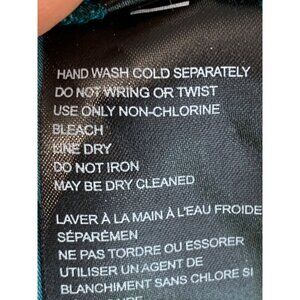 HAND WASH COLD SEPARATELY
DO NOT WRING OR TWIST
USE ONLY NON-CHLORINE
BLEACH
LINE DRY
DO NOT IRON
MAY BE DRY CLEANED
LAVER À LA MAIN À L'EAU FROIDE
SÉPARÉMEN
NE PAS TORDRE OU ESSORER
UTILISER UN AGENT DE
BLANCHIMENT SANS CHLORE SI